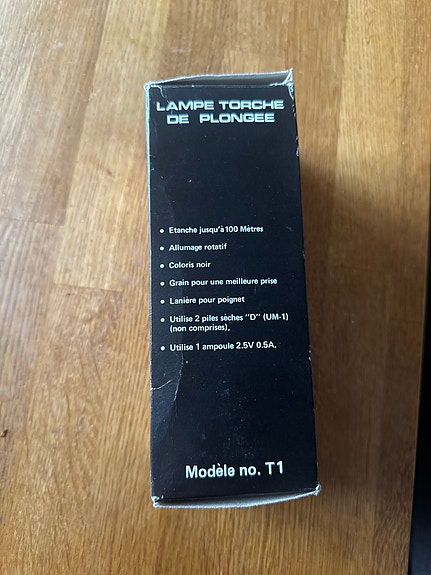 LAMPE TORCHE
DE PLONGEE
• Etanche jusqu'à 100 Mètres
• Allumage rotatif
• Coloris noir
• Grain pour une meilleure prise
• Lanière pour poignet
• Utilise 2 piles sèches "D" (UM-1)
(non comprises),
• Utilise 1 ampoule 2.5V 0.5A.
Modèle no. T1